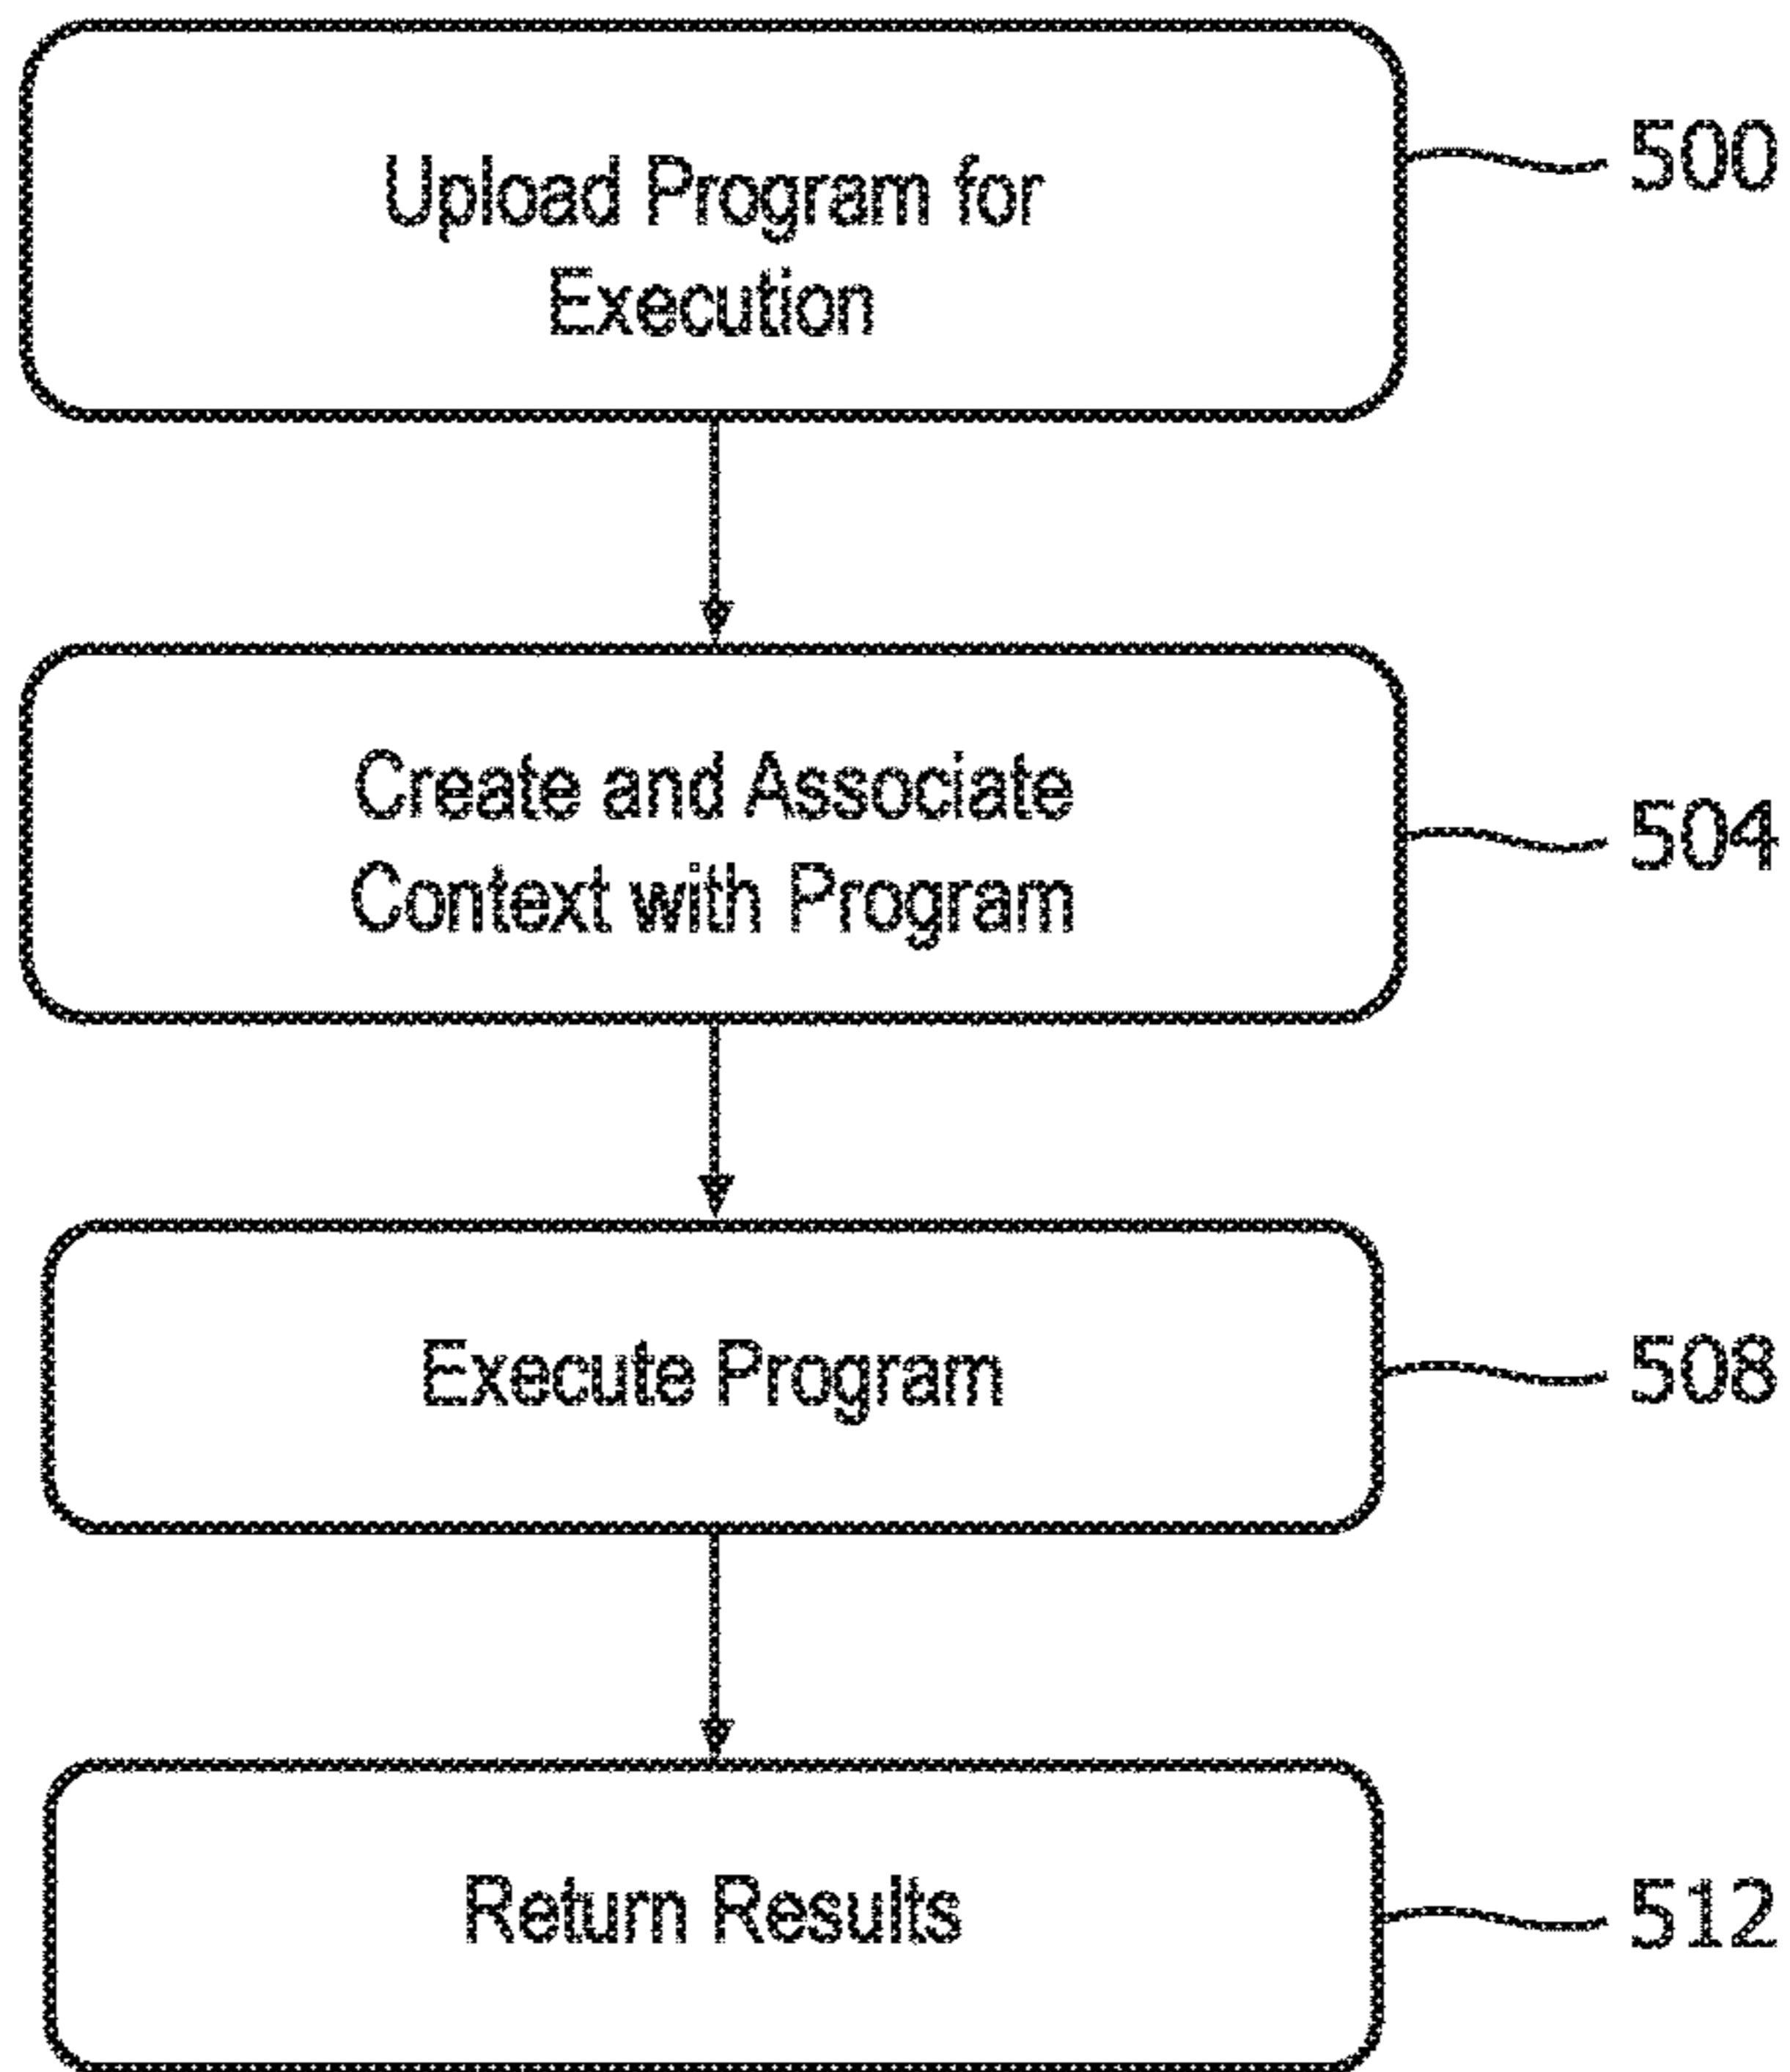 Upload Program for
Execution
500
Create and Associate
Context with Program
504
Execute Program
508
Return Results
512